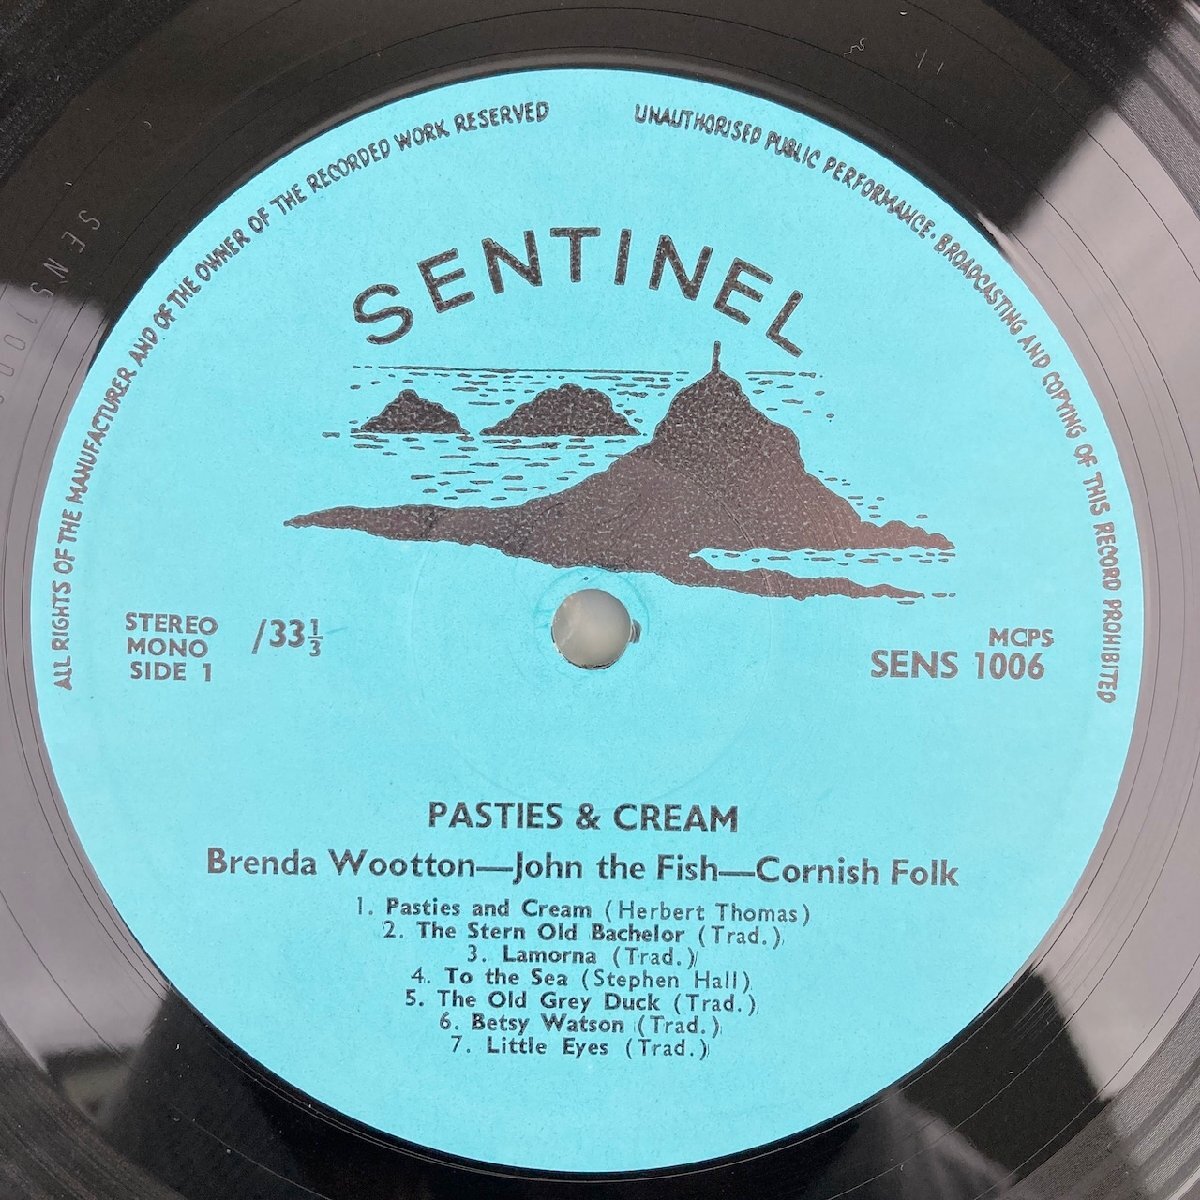 ALL RIGHTS OF THE MANUFACTURER AND OF THE OWNER OF THE RECORDED WORK RESERVED
UNAUTHORISED PUBLIC PERFORMANCE · BROADCASTING AND COPYING OF THIS RECORD PROHIBITED
SENTINEL
STEREO
MONO
SIDE 1
/33⅓
MCPS
SENS 1006
PASTIES & CREAM
Brenda Wootton—John the Fish—Cornish Folk
1. Pasties and Cream (Herbert Thomas)
2. The Stern Old Bachelor (Trad.)
3. Lamorna (Trad.)
4. To the Sea (Stephen Hall)
5. The Old Grey Duck (Trad.)
6. Betsy Watson (Trad.)
7. Little Eyes (Trad.)